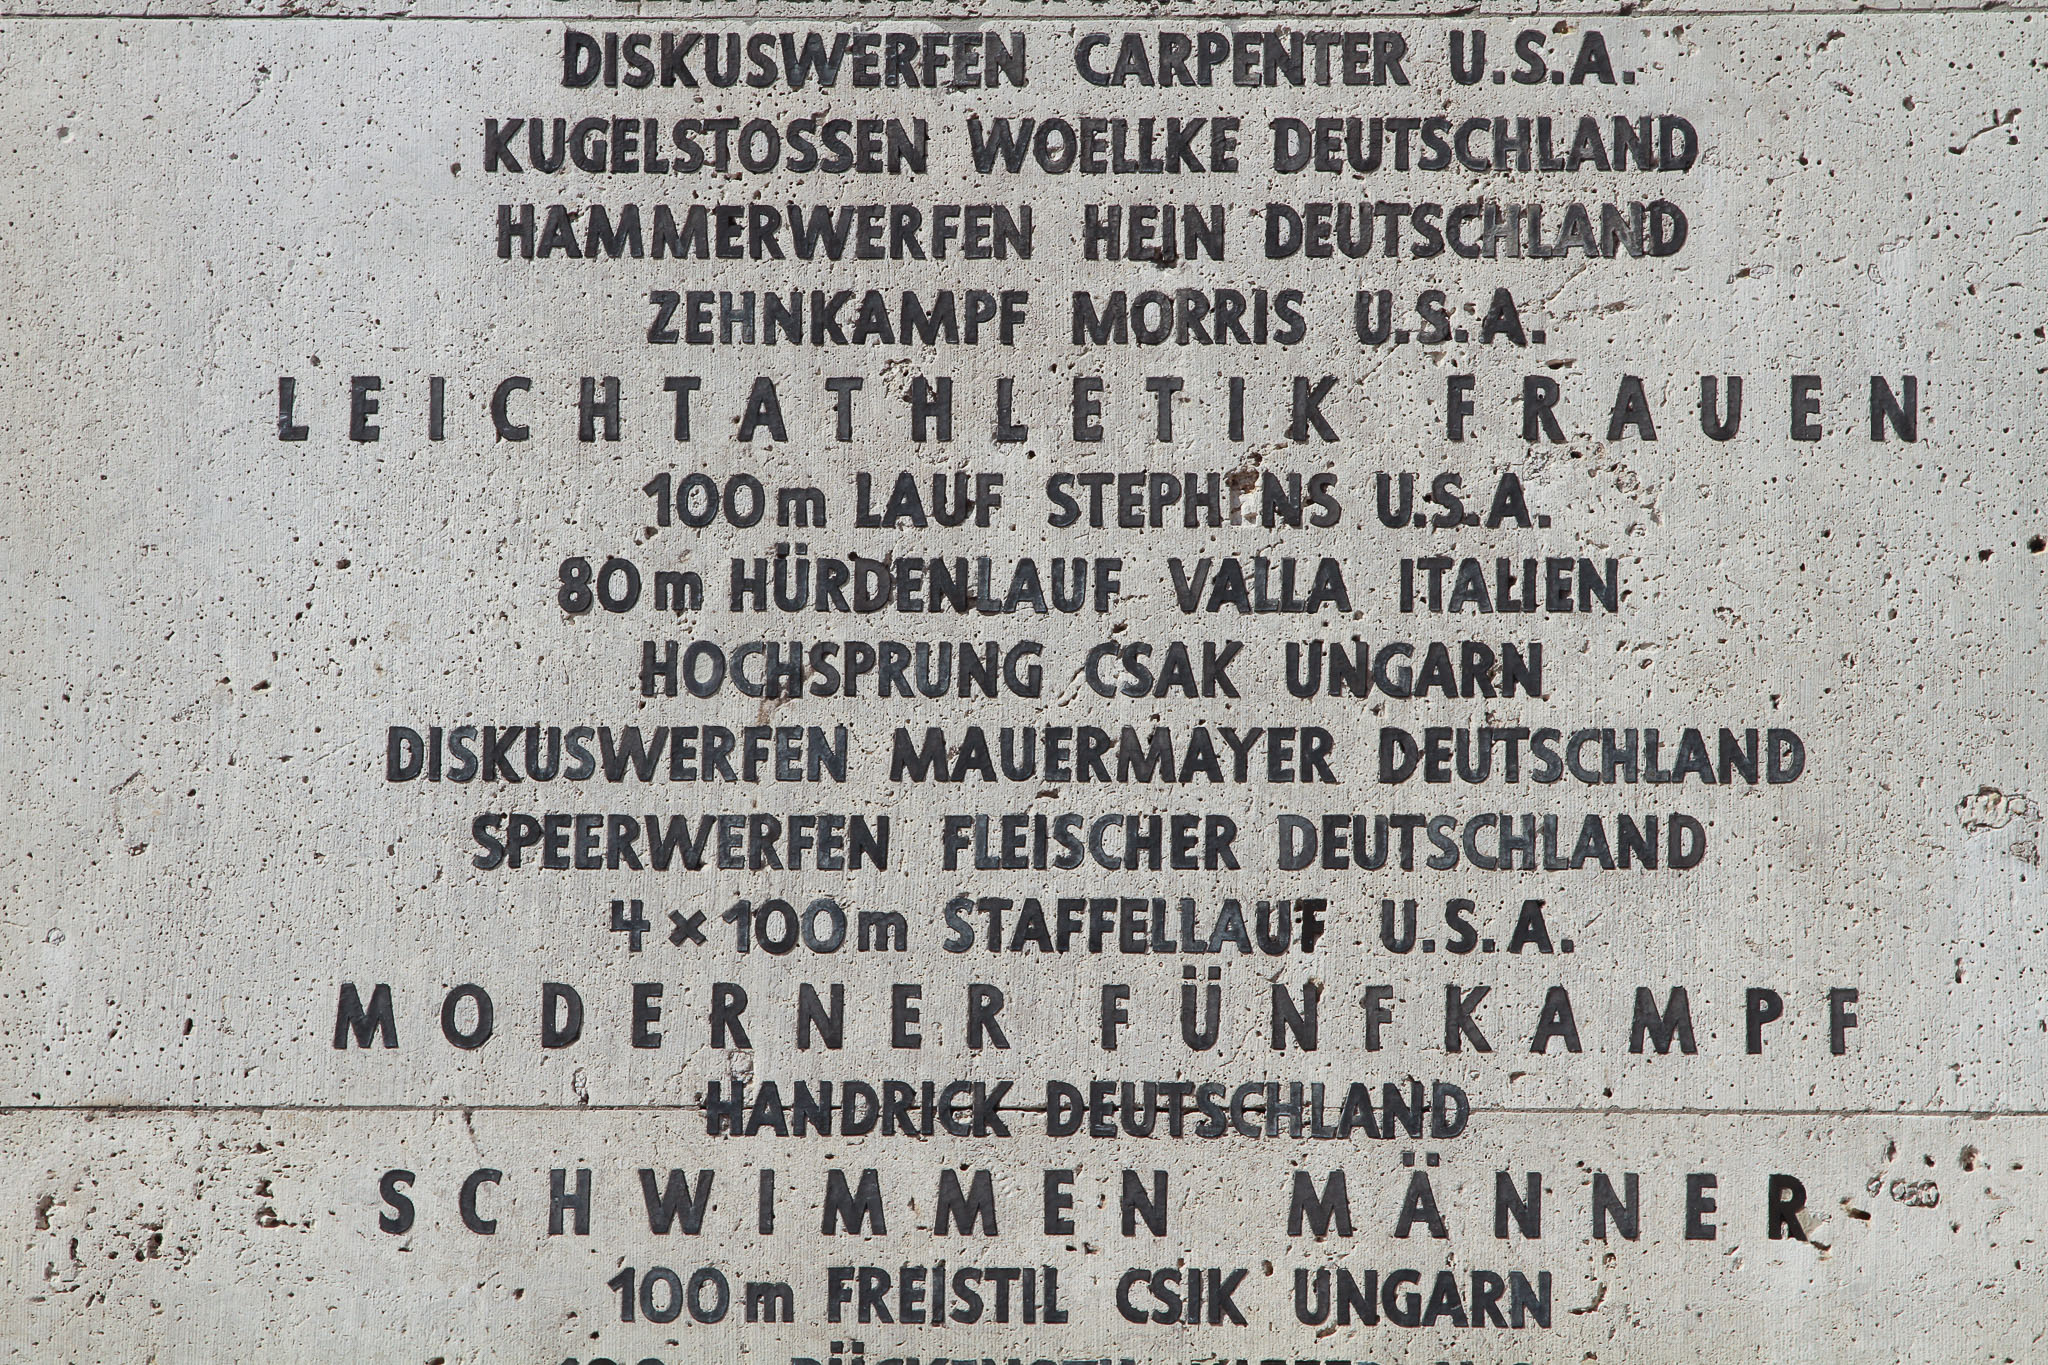 DISKUSWERFEN CARPENTER U.S.A.
KUGELSTOSSEN WOELLKE DEUTSCHLAND
HAMMERWERFEN HEIN DEUTSCHLAND
ZEHNKAMPF MORRIS U.S.A.
LEICHTATHLETIK FRAUEN
100m LAUF STEPHENS U.S.A.
80m HÜRDENLAUF VALLA ITALIEN
HOCHSPRUNG CSAK UNGARN
DISKUSWERFEN MAUERMAYER DEUTSCHLAND
SPEERWERFEN FLEISCHER DEUTSCHLAND
4×100m STAFFELLAUF U.S.A.
MODERNER FÜNFKAMPF
HANDRICK DEUTSCHLAND
SCHWIMMEN MÄNNER
100m FREISTIL CSIK UNGARN